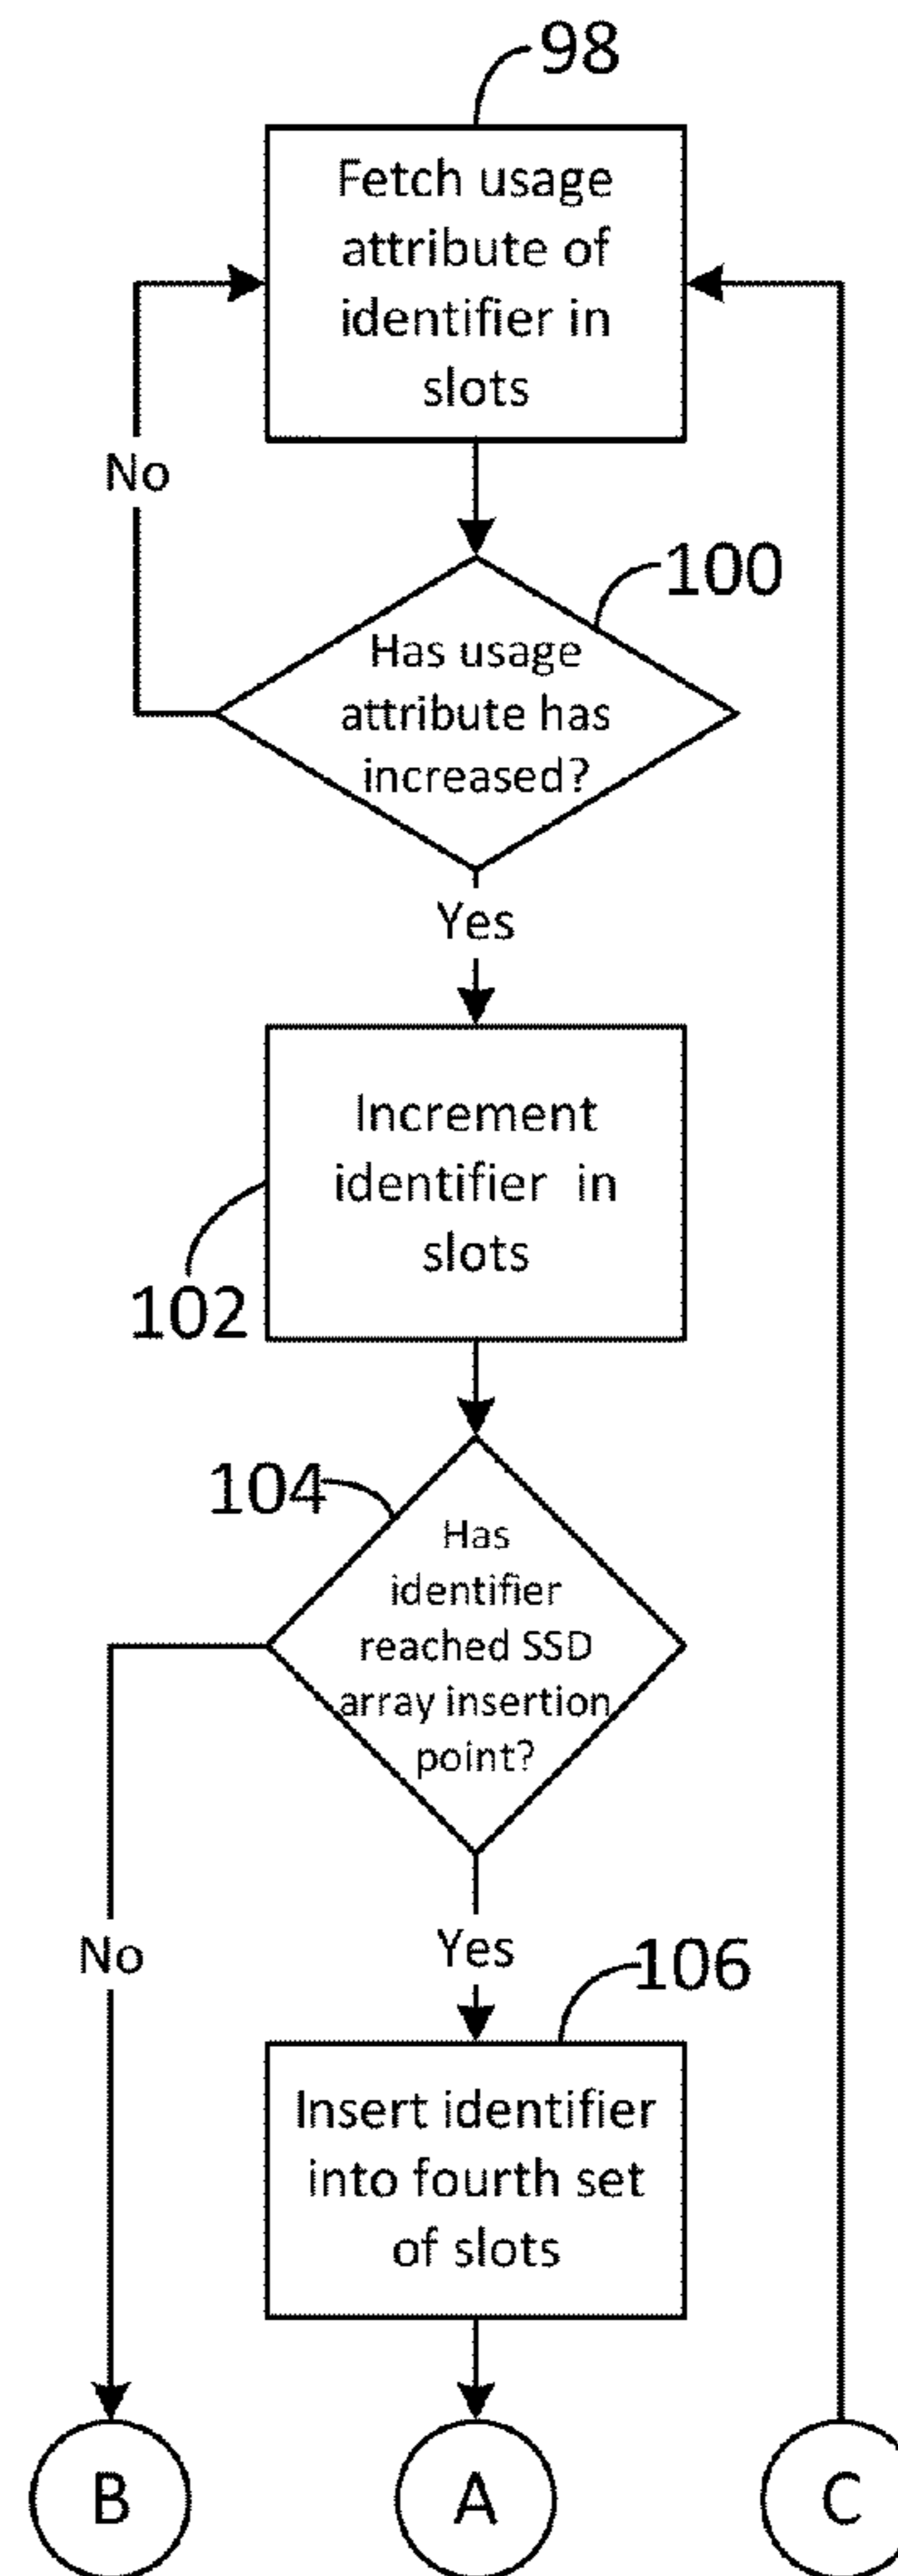 98
Fetch usage
attribute of
identifier in
slots
No
100
Has usage
attribute has
increased?
Yes
Increment
identifier in
slots
102
104
Has
identifier
reached SSD
array insertion
point?
No
Yes
106
Insert identifier
into fourth set
of slots
B
A
C